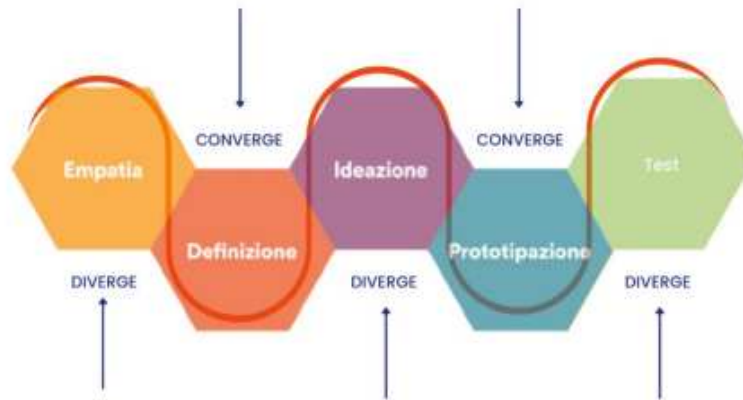 CONVERGE
CONVERGE
Empatia
Ideazione
Test
Definizione
Prototipazione
DIVERGE
DIVERGE
DIVERGE